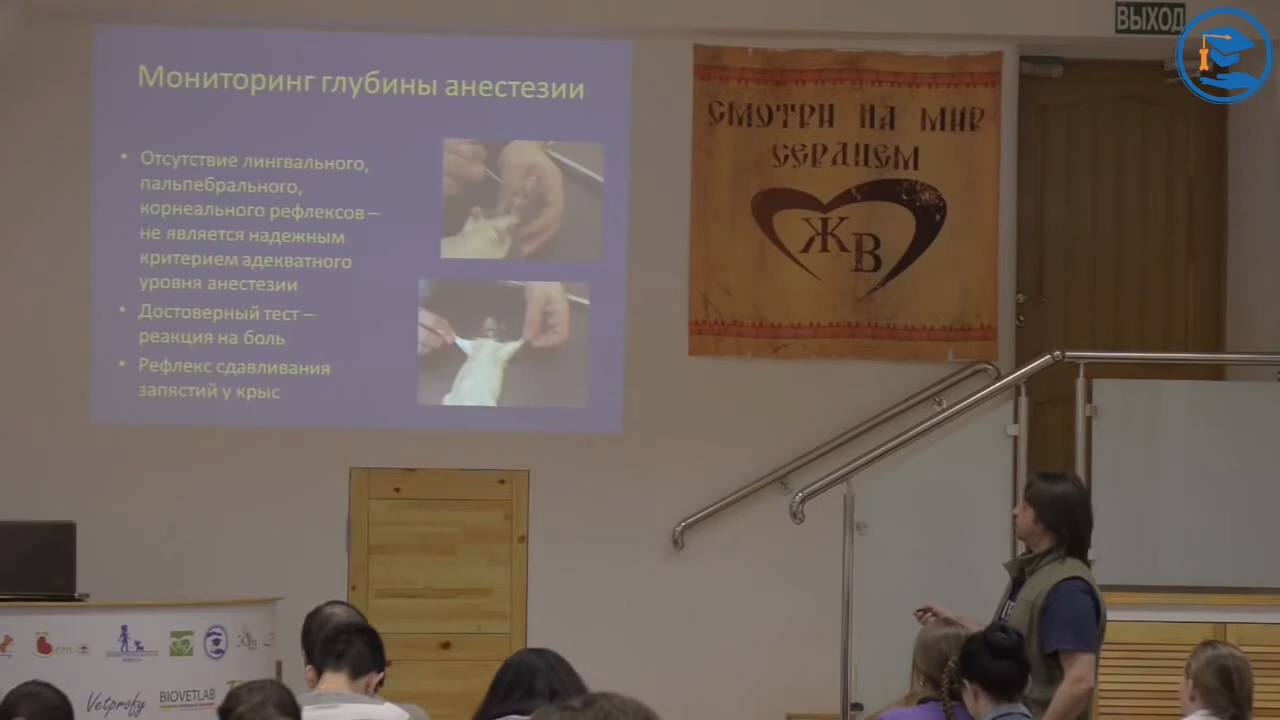 Мониторинг глубины анестезии
• Отсутствие лингвального,
пальпебрального,
корнеального рефлексов –
не является надежным
критерием адекватного
уровня анестезии
• Достоверный тест –
реакция на боль
• Рефлекс сдавливания
запястий у крыс
СМОТРИ НА МИР
СЕРДЦЕМ
ЖВ
ВЫХОД
Vetprofy
BIOVETLAB